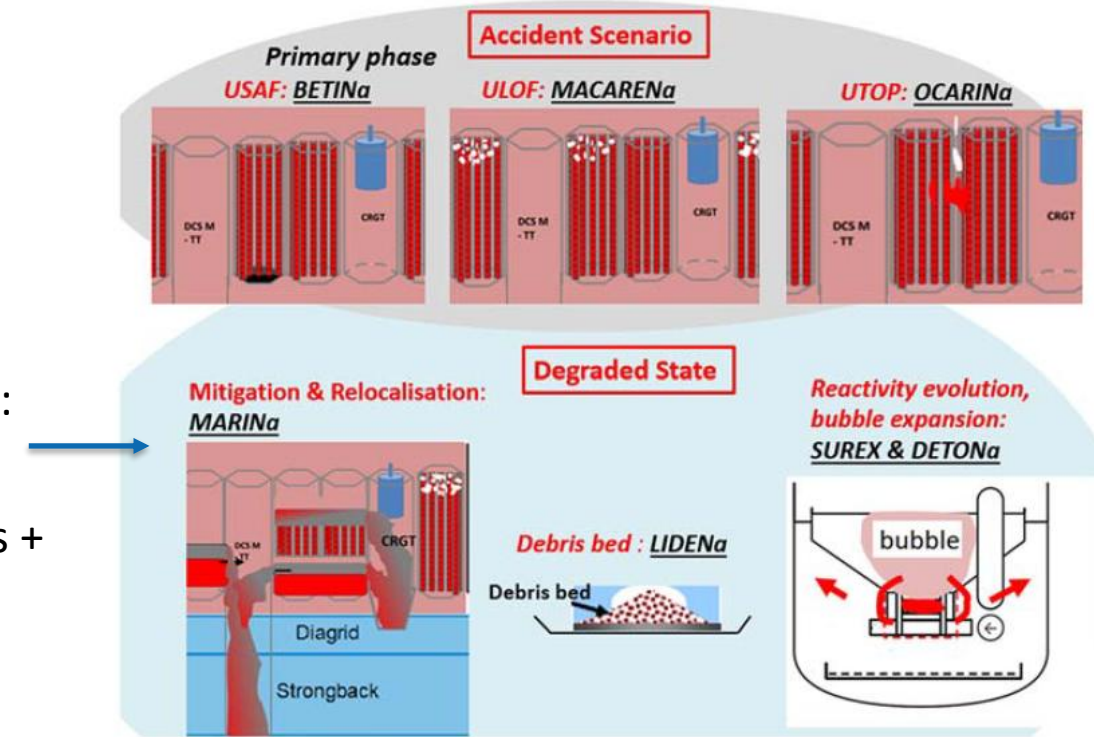 Accident Scenario
Primary phase
USAF: BETINa
ULOF: MACARENa
UTOP: OCARINa
DCS M
- TT
CRGT
DCS M
- TT
CRGT
DCS M
- TT
CRGT
Degraded State
Mitigation & Relocalisation:
MARINa
:
s +
DCS M
TT
CRGT
Diagrid
Strongback
Debris bed : LIDENa
Debris bed
Reactivity evolution,
bubble expansion:
SUREX & DETONa
bubble